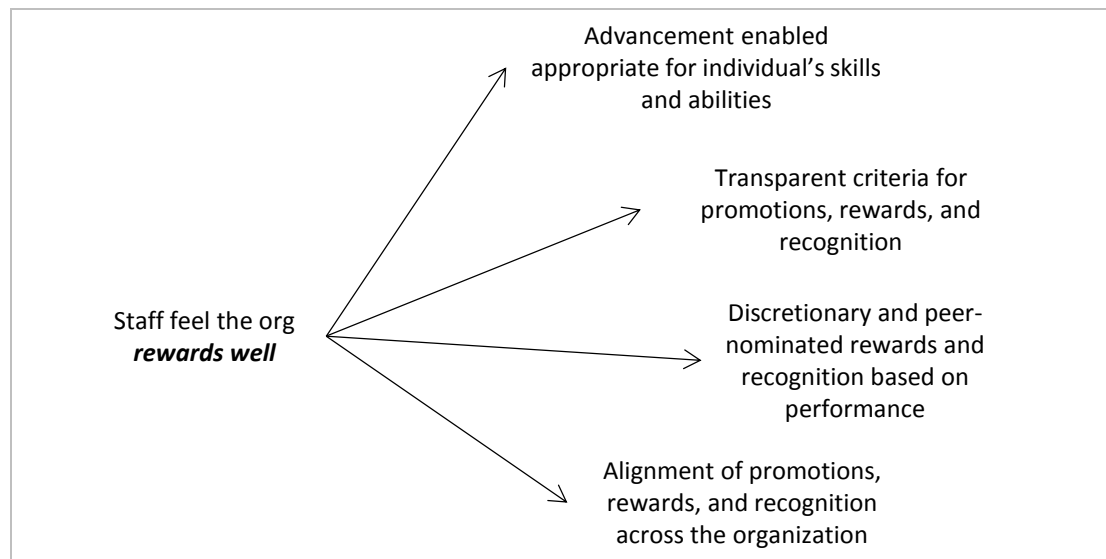 Advancement enabled
appropriate for individual’s skills
and abilities
Transparent criteria for
promotions, rewards, and
recognition
Staff feel the org
rewards well
Discretionary and peer-
nominated rewards and
recognition based on
performance
Alignment of promotions,
rewards, and recognition
across the organization